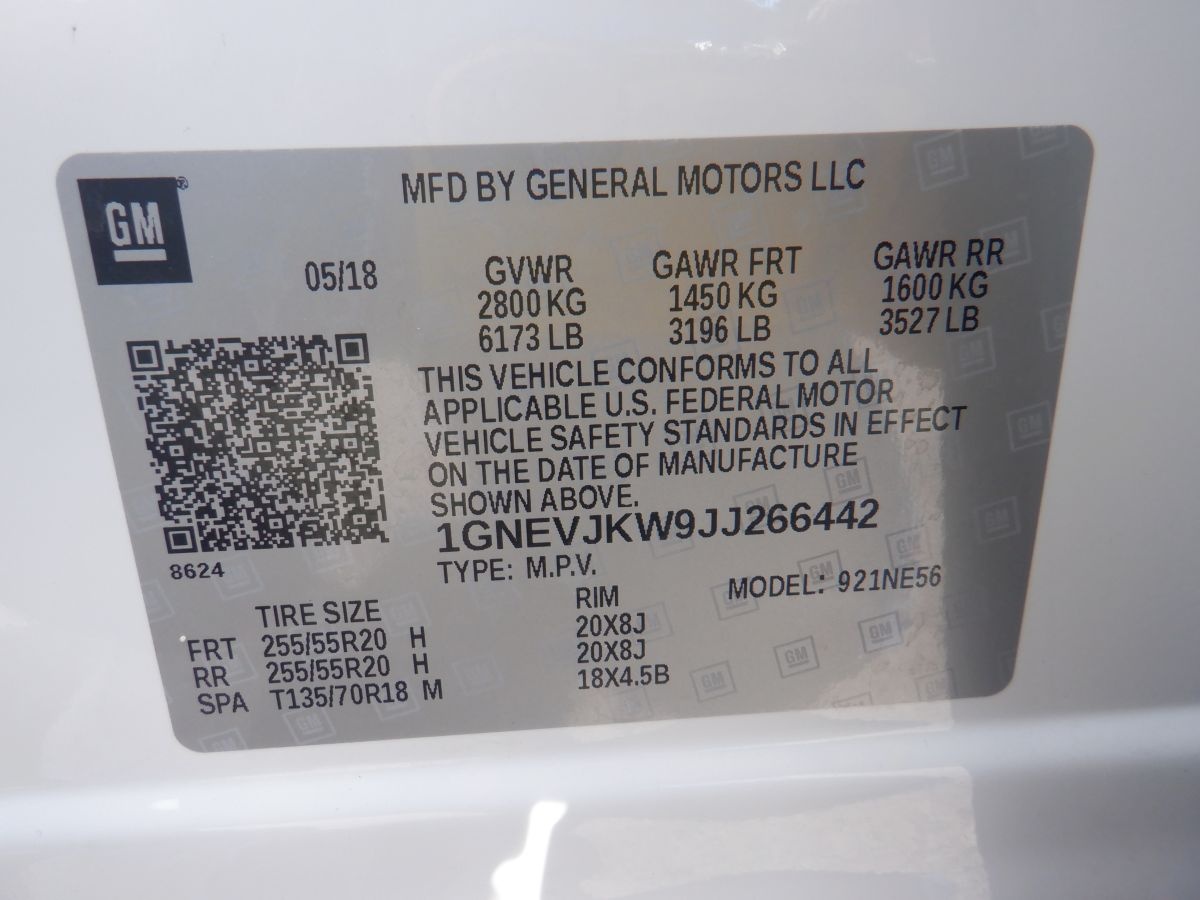 GM®
MFD BY GENERAL MOTORS LLC
05/18
GVWR
2800 KG
6173 LB
GAWR FRT
1450 KG
3196 LB
GAWR RR
1600 KG
3527 LB
THIS VEHICLE CONFORMS TO ALL
APPLICABLE U.S. FEDERAL MOTOR
VEHICLE SAFETY STANDARDS IN EFFECT
ON THE DATE OF MANUFACTURE
SHOWN ABOVE.
1GNEVJKW9JJ266442
8624
TYPE: M.P.V.
MODEL: 921NE56
TIRE SIZE RIM
FRT 255/55R20 H 20X8J
RR 255/55R20 H 20X8J
SPA T135/70R18 M 18X4.5B